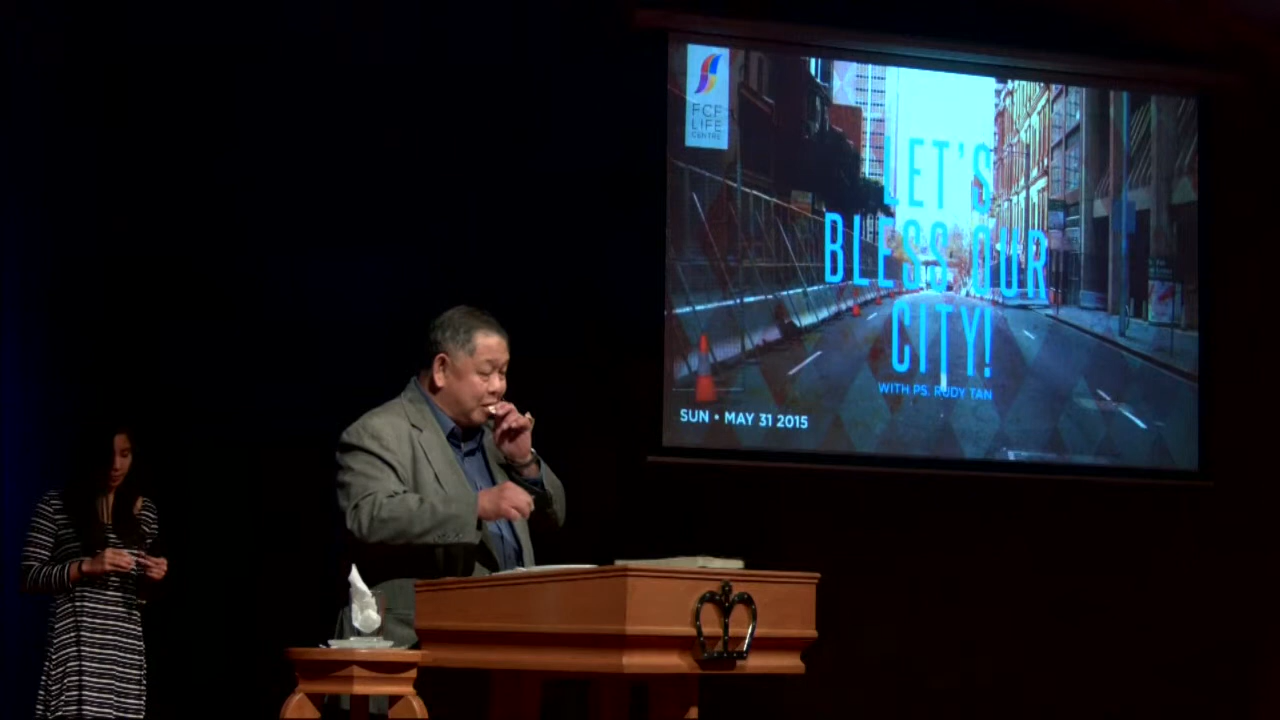 FCF
LIFE
CENTRE
LET'S
BLESS OUR
CITY!
WITH PS. RUDY TAN
SUN • MAY 31 2015